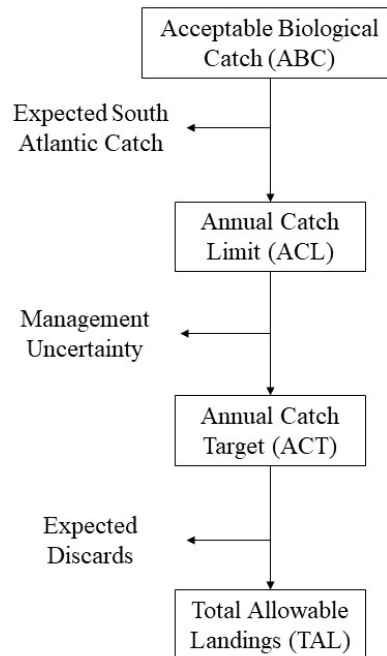 Acceptable Biological
Catch (ABC)
Expected South
Atlantic Catch
Annual Catch
Limit (ACL)
Management
Uncertainty
Annual Catch
Target (ACT)
Expected
Discards
Total Allowable
Landings (TAL)